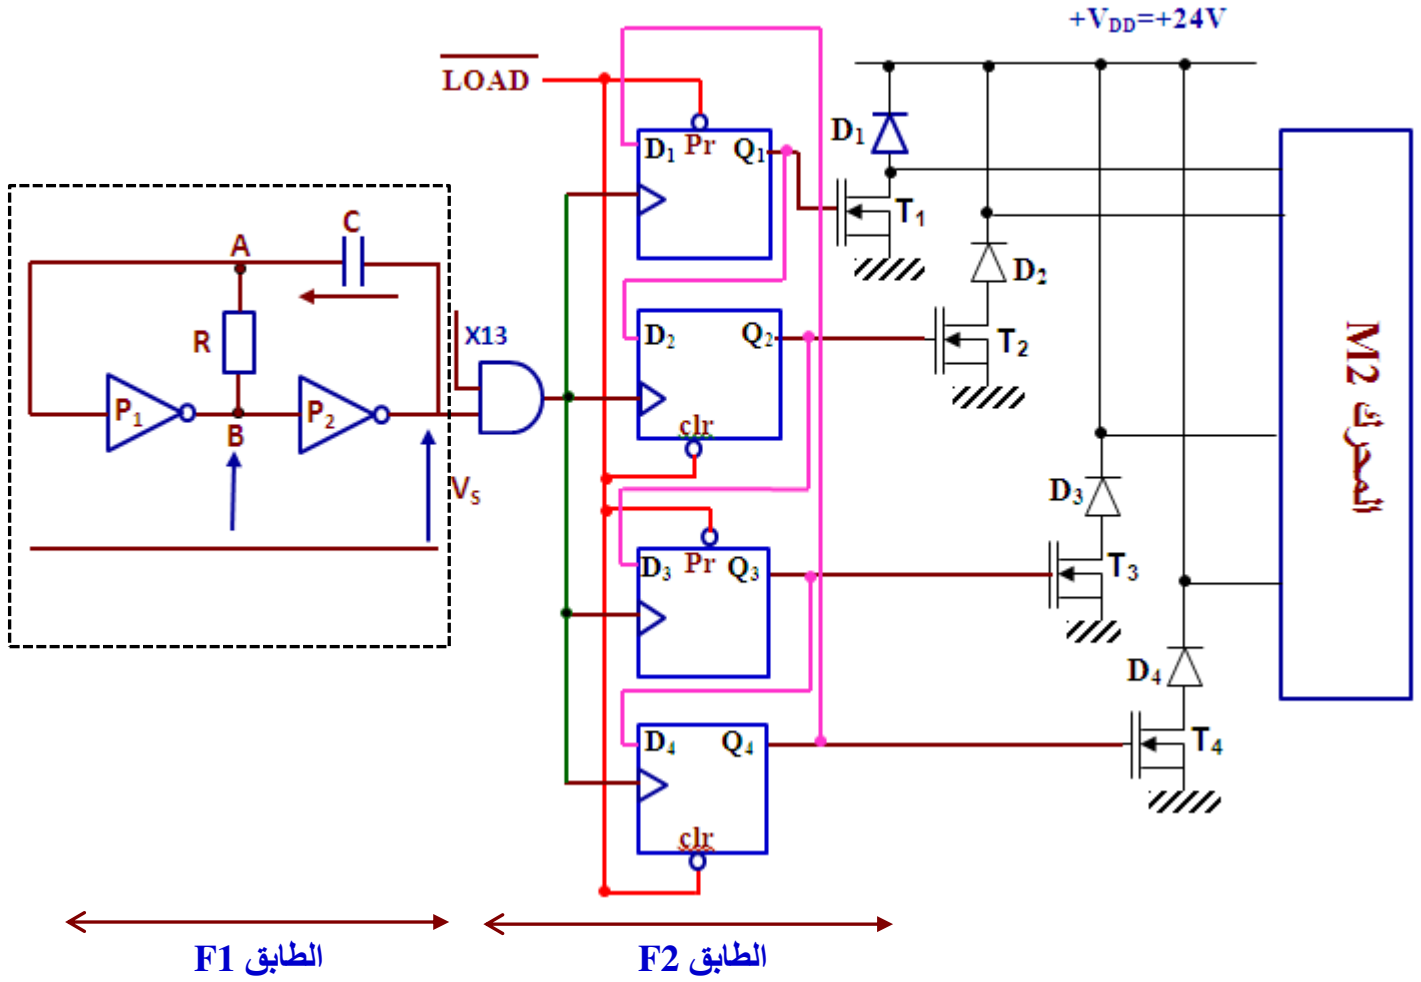 +VDD=+24V
LOAD
D1 Pr Q1
D1
T1
A
C
R
X13
P1
B
P2
VS
D2 Q2
clr
D2
T2
المحرك M2
D3 Pr Q3
D3
T3
D4 Q4
clr
D4
T4
الطابق F1
الطابق F2